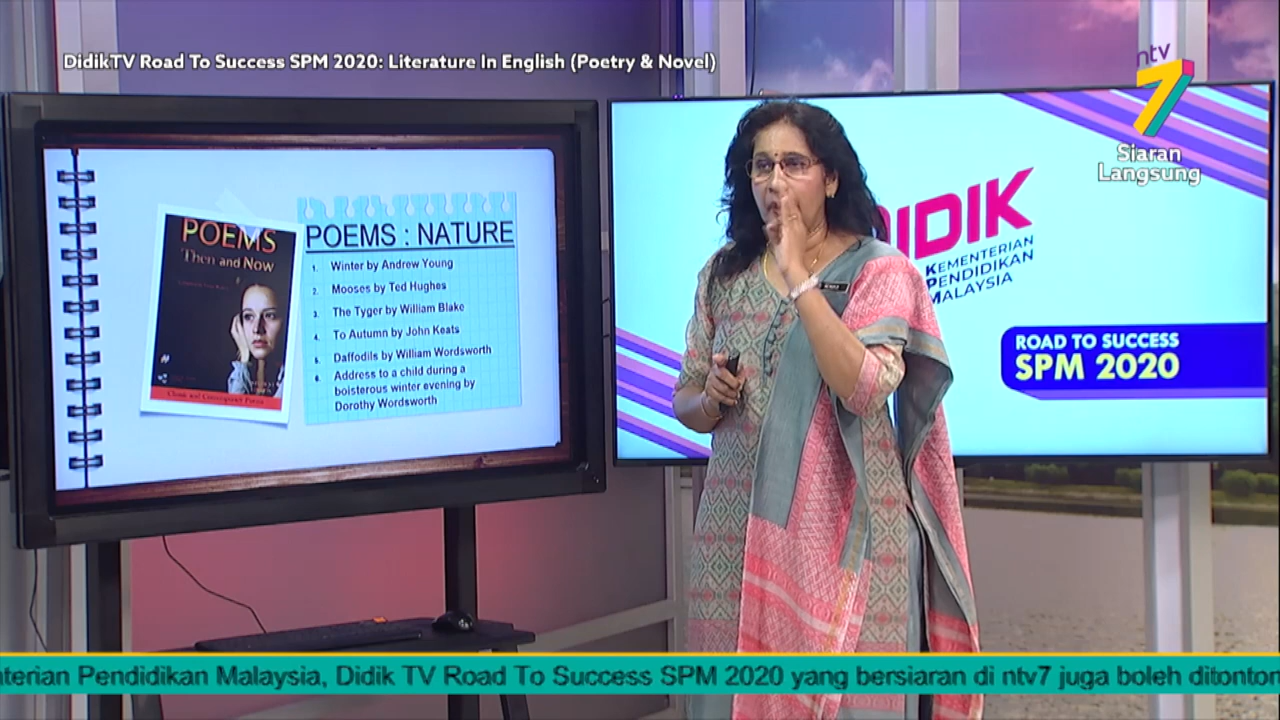 DidikTV Road To Success SPM 2020: Literature In English (Poetry & Novel)
ntv
7
Siaran
Langsung
POEMS
Then and Now
Classic and Contemporary Poems
POEMS : NATURE
1. Winter by Andrew Young
2. Mooses by Ted Hughes
3. The Tyger by William Blake
4. To Autumn by John Keats
5. Daffodils by William Wordsworth
6. Address to a child during a
boisterous winter evening by
Dorothy Wordsworth
DIDIK
KEMENTERIAN
PENDIDIKAN
MALAYSIA
ROAD TO SUCCESS
SPM 2020
nterian Pendidikan Malaysia, Didik TV Road To Success SPM 2020 yang bersiaran di ntv7 juga boleh ditonton